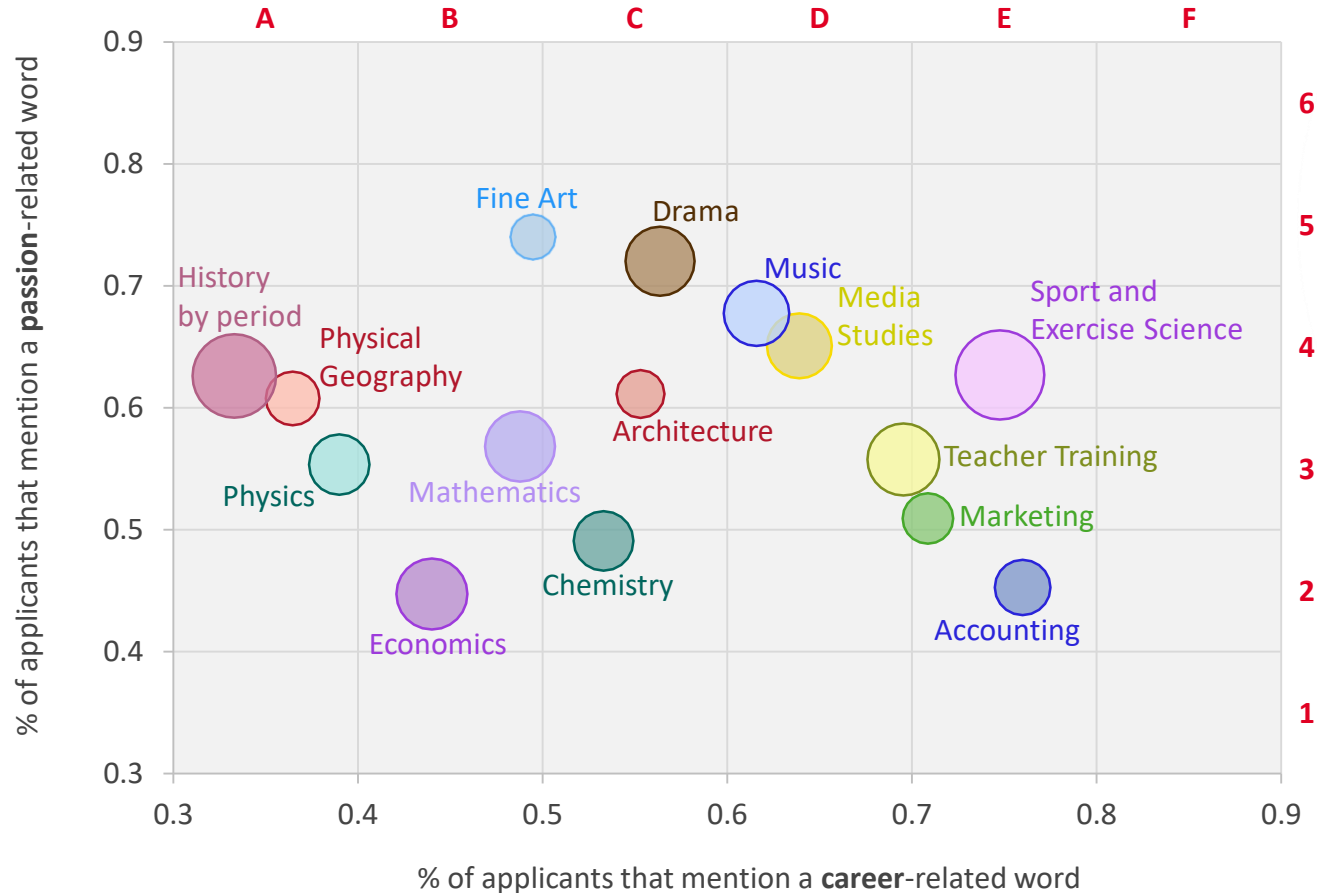 A B C D E F
% of applicants that mention a passion-related word
0.9
0.8
0.7
0.6
0.5
0.4
0.3
6
5
4
3
2
1
Fine Art
Drama
Music
Media
Studies
Sport and
Exercise Science
History
by period
Physical
Geography
Architecture
Physics
Mathematics
Teacher Training
Marketing
Chemistry
Economics
Accounting
0.3 0.4 0.5 0.6 0.7 0.8 0.9
% of applicants that mention a career-related word